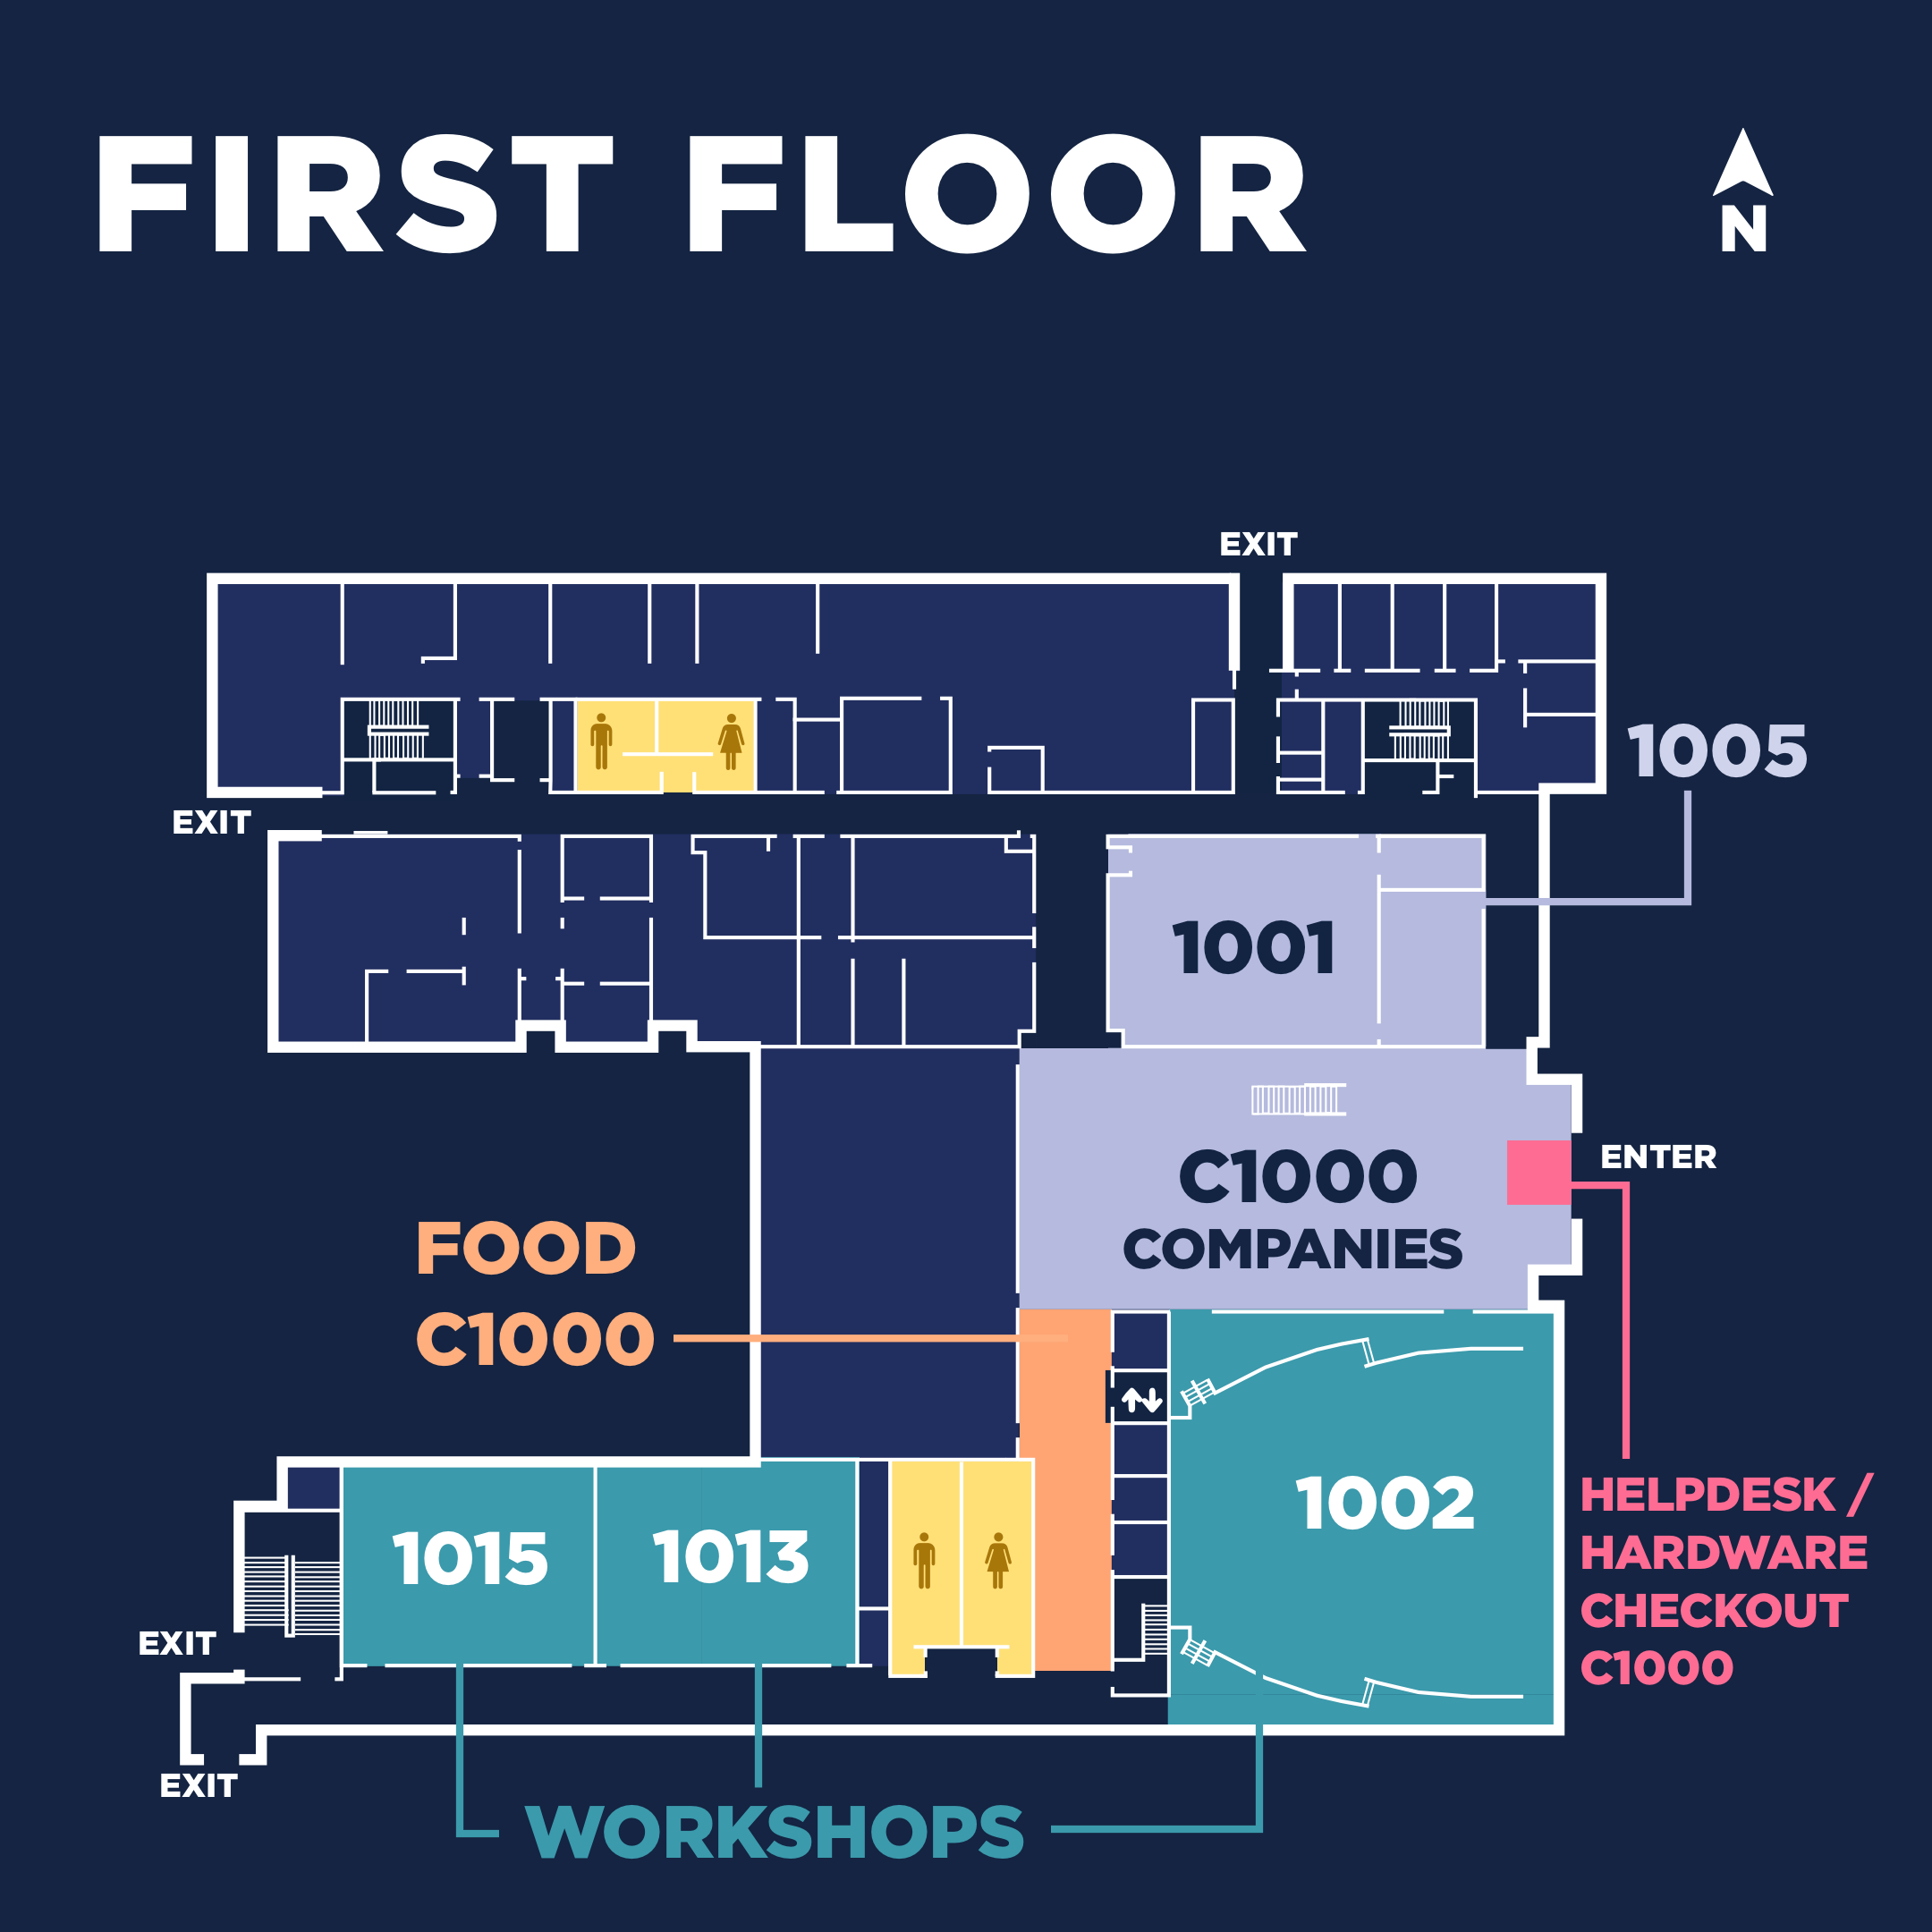 FIRST FLOOR
N
EXIT
1005
EXIT
1001
C1000
COMPANIES
ENTER
FOOD
C1000
1002
HELPDESK /
HARDWARE
CHECKOUT
C1000
1015
1013
EXIT
EXIT
WORKSHOPS